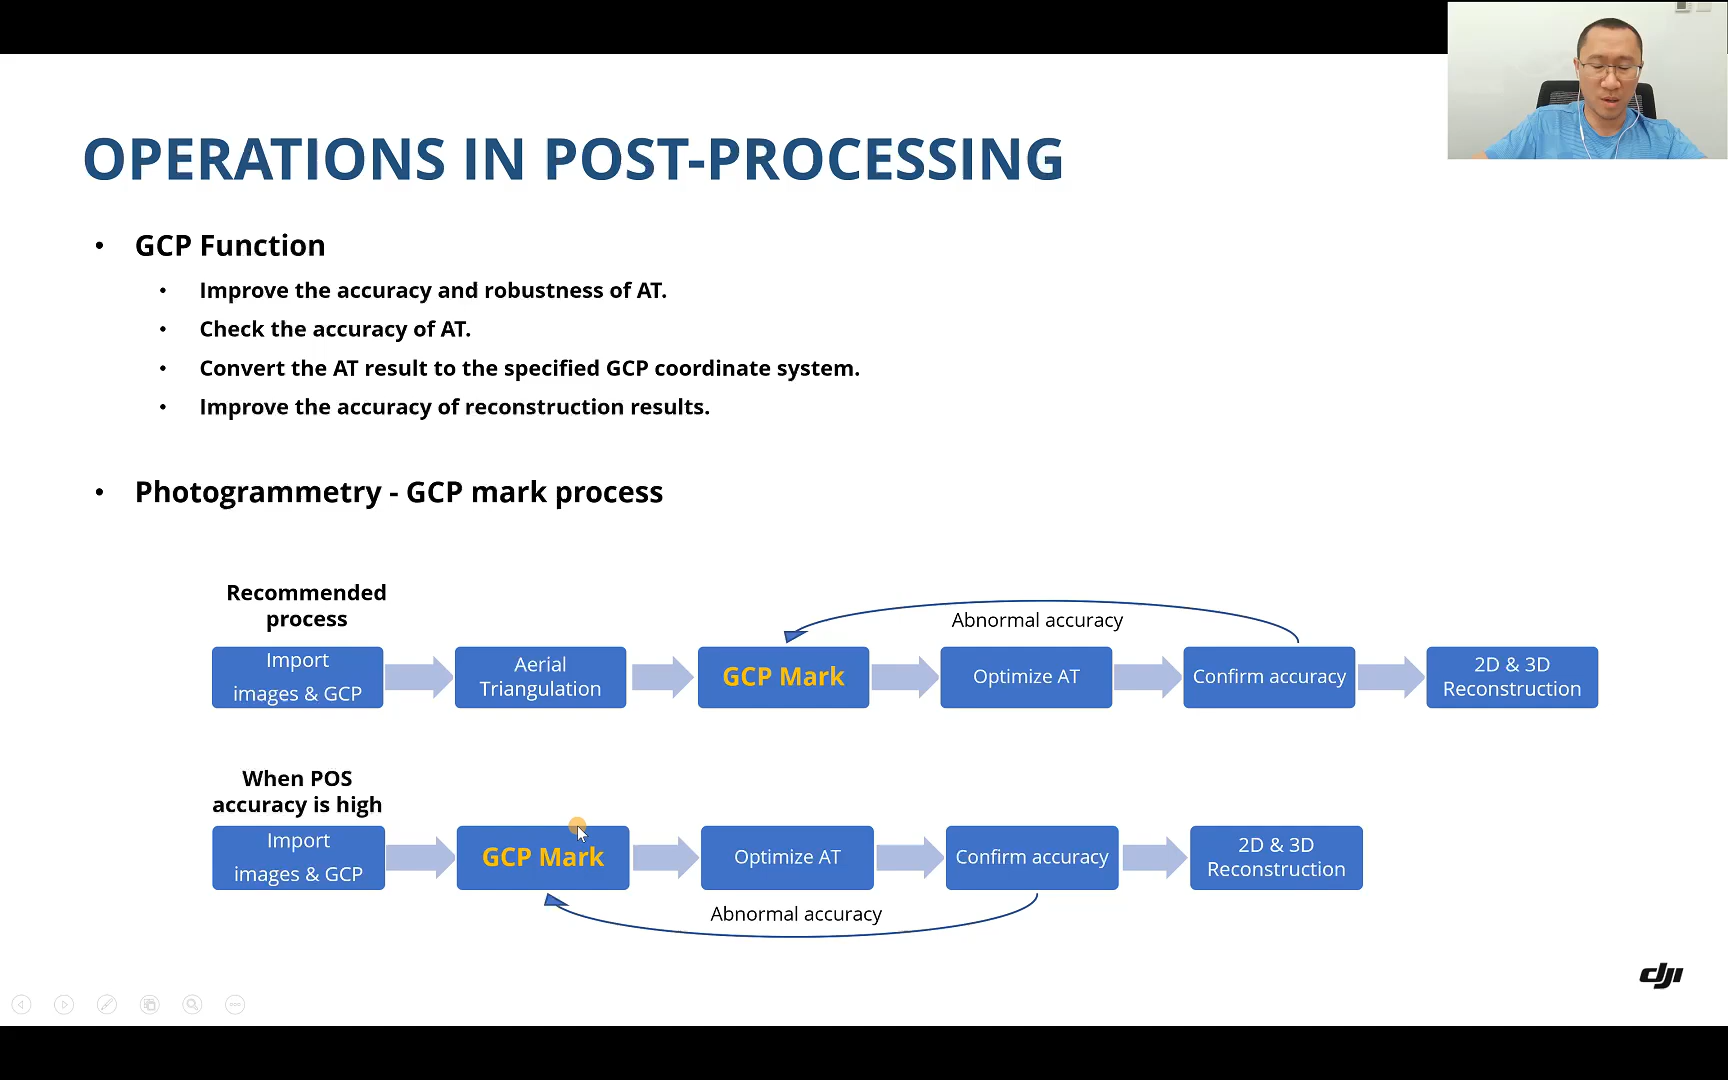 OPERATIONS IN POST-PROCESSING
• GCP Function
• Improve the accuracy and robustness of AT.
• Check the accuracy of AT.
• Convert the AT result to the specified GCP coordinate system.
• Improve the accuracy of reconstruction results.
• Photogrammetry - GCP mark process
Recommended
process
Abnormal accuracy
Import
images & GCP
Aerial
Triangulation
GCP Mark
Optimize AT
Confirm accuracy
2D & 3D
Reconstruction
When POS
accuracy is high
Import
images & GCP
GCP Mark
Optimize AT
Confirm accuracy
2D & 3D
Reconstruction
Abnormal accuracy
dji